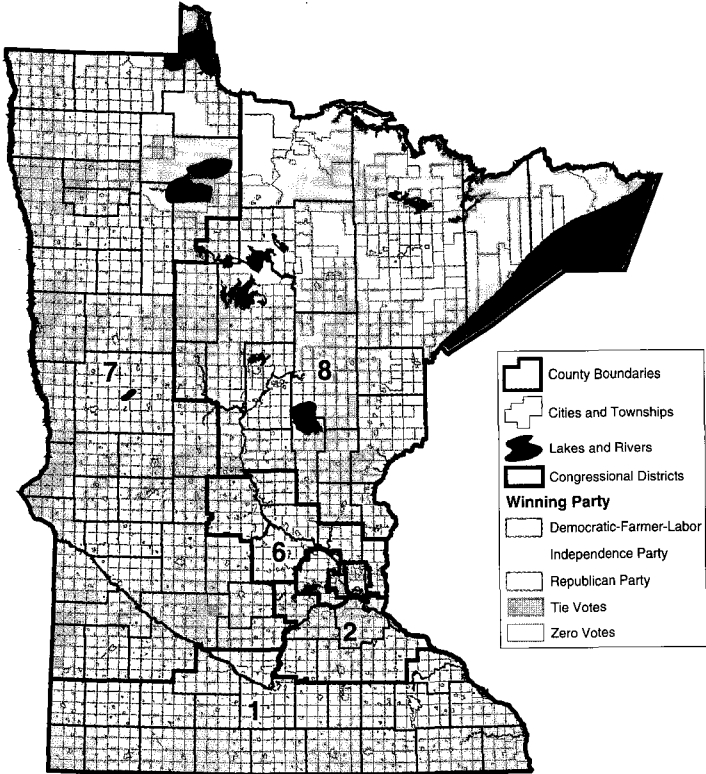 7
8
6
2
1
County Boundaries
Cities and Townships
Lakes and Rivers
Congressional Districts
Winning Party
Democratic-Farmer-Labor
Independence Party
Republican Party
Tie Votes
Zero Votes